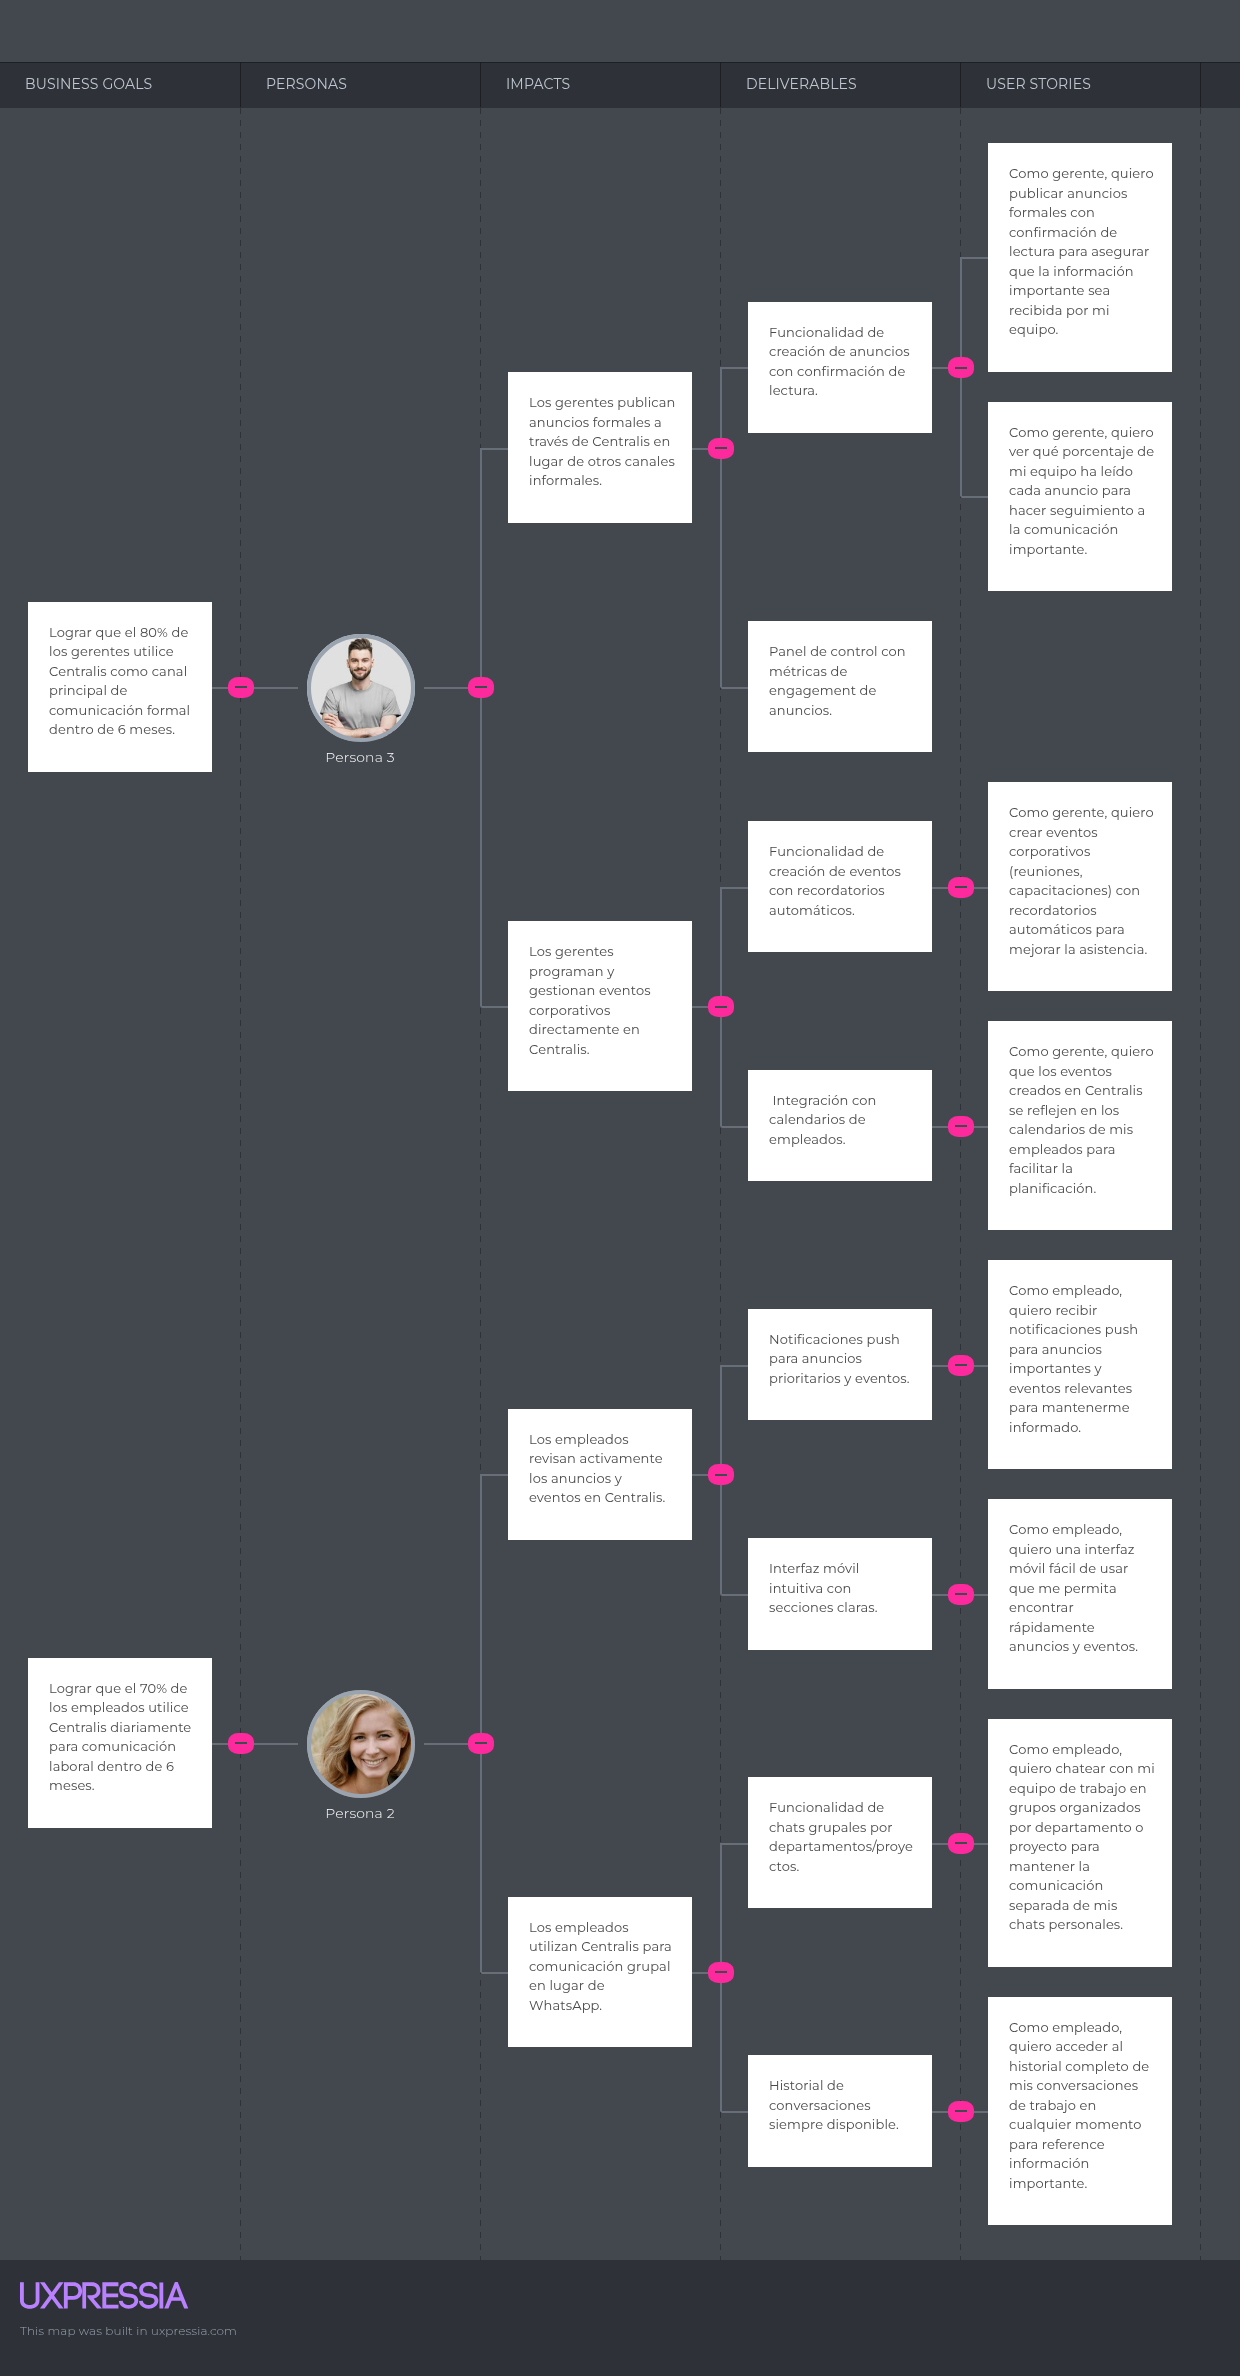 BUSINESS GOALS
PERSONAS
IMPACTS
DELIVERABLES
USER STORIES
Lograr que el 80% de
los gerentes utilice
Centralis como canal
principal de
comunicación formal
dentro de 6 meses.
Persona 3
Los gerentes publican
anuncios formales a
través de Centralis en
lugar de otros canales
informales.
Funcionalidad de
creación de anuncios
con confirmación de
lectura.
Como gerente, quiero
publicar anuncios
formales con
confirmación de
lectura para asegurar
que la información
importante sea
recibida por mi
equipo.
Como gerente, quiero
ver qué porcentaje de
mi equipo ha leído
cada anuncio para
hacer seguimiento a
la comunicación
importante.
Panel de control con
métricas de
engagement de
anuncios.
Los gerentes
programan y
gestionan eventos
corporativos
directamente en
Centralis.
Funcionalidad de
creación de eventos
con recordatorios
automáticos.
Como gerente, quiero
crear eventos
corporativos
(reuniones,
capacitaciones) con
recordatorios
automáticos para
mejorar la asistencia.
Integración con
calendarios de
empleados.
Como gerente, quiero
que los eventos
creados en Centralis
se reflejen en los
calendarios de mis
empleados para
facilitar la
planificación.
Lograr que el 70% de
los empleados utilice
Centralis diariamente
para comunicación
laboral dentro de 6
meses.
Persona 2
Los empleados
revisan activamente
los anuncios y
eventos en Centralis.
Notificaciones push
para anuncios
prioritarios y eventos.
Como empleado,
quiero recibir
notificaciones push
para anuncios
importantes y
eventos relevantes
para mantenerme
informado.
Interfaz móvil
intuitiva con
secciones claras.
Como empleado,
quiero una interfaz
móvil fácil de usar
que me permita
encontrar
rápidamente
anuncios y eventos.
Los empleados
utilizan Centralis para
comunicación grupal
en lugar de
WhatsApp.
Funcionalidad de
chats grupales por
departamentos/proye
ctos.
Como empleado,
quiero chatear con mi
equipo de trabajo en
grupos organizados
por departamento o
proyecto para
mantener la
comunicación
separada de mis
chats personales.
Historial de
conversaciones
siempre disponible.
Como empleado,
quiero acceder al
historial completo de
mis conversaciones
de trabajo en
cualquier momento
para reference
información
importante.
UXPRESSIA
This map was built in uxpressia.com